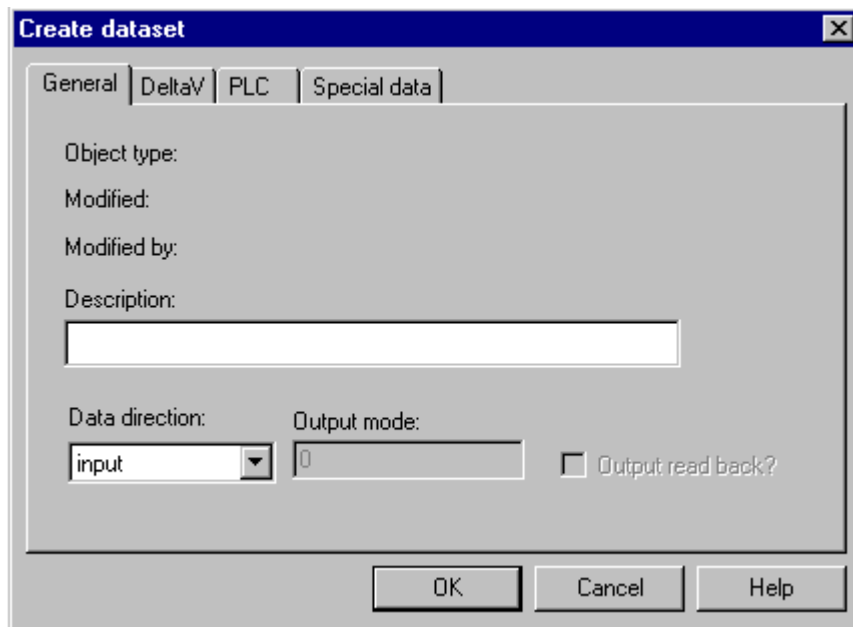 Create dataset
General DeltaV PLC Special data
Object type:
Modified:
Modified by:
Description:
Data direction: Output mode:
input 0 Output read back?
OK Cancel Help